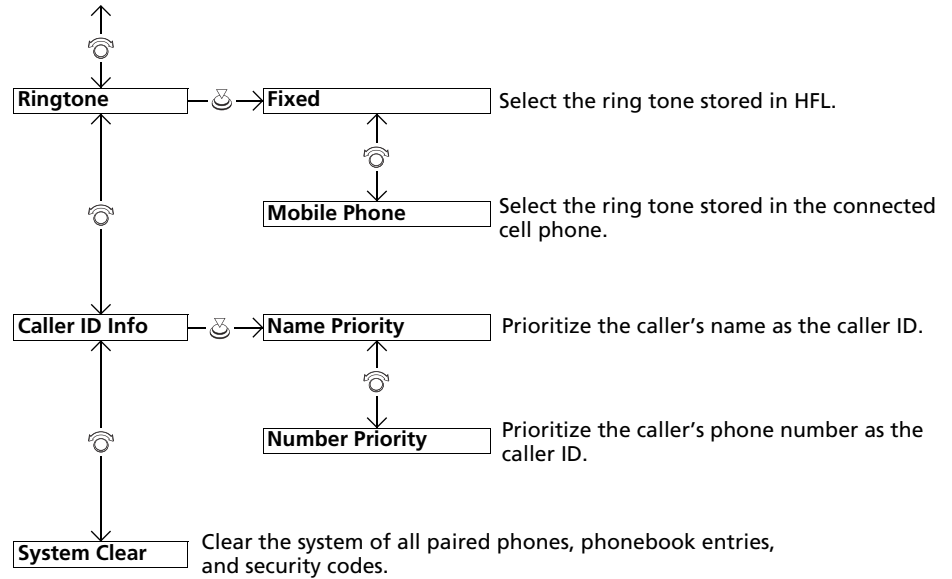 Ringtone
Fixed
Select the ring tone stored in HFL.
Mobile Phone
Select the ring tone stored in the connected
cell phone.
Caller ID Info
Name Priority
Prioritize the caller’s name as the caller ID.
Number Priority
Prioritize the caller’s phone number as the
caller ID.
System Clear
Clear the system of all paired phones, phonebook entries,
and security codes.